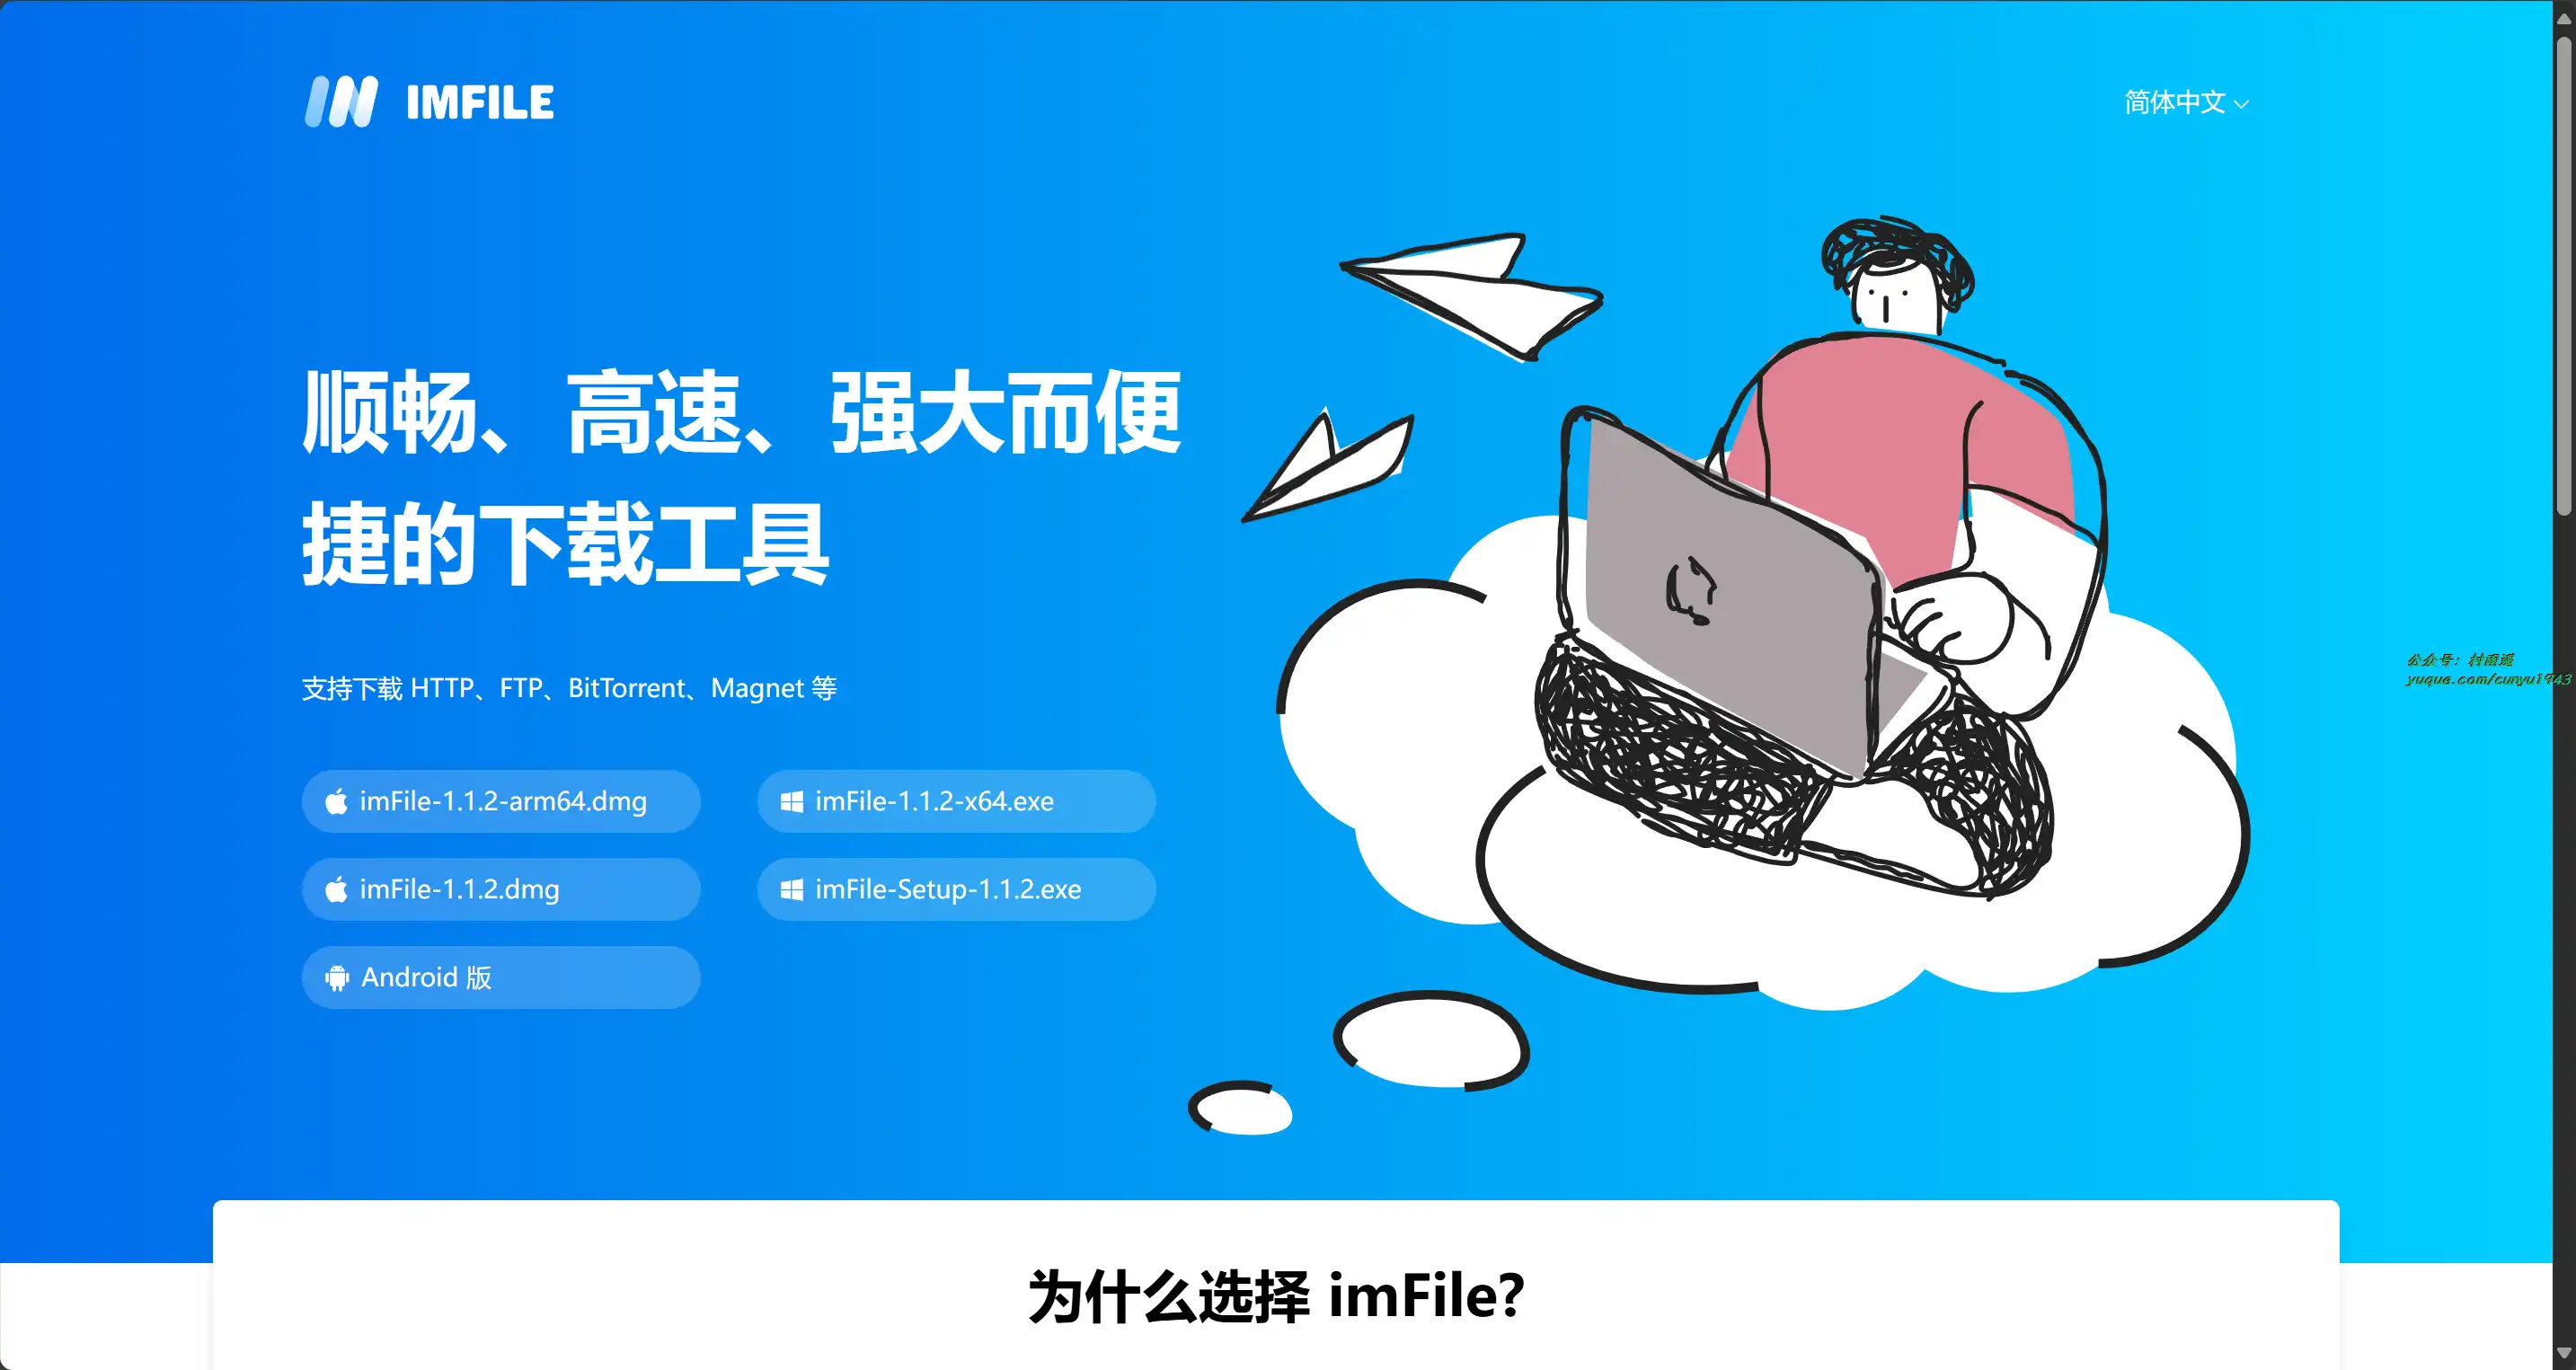 IMFILE
简体中文
顺畅、高速、强大而便
捷的下载工具
支持下载 HTTP、FTP、BitTorrent、Magnet 等
imFile-1.1.2-arm64.dmg
imFile-1.1.2-x64.exe
imFile-1.1.2.dmg
imFile-Setup-1.1.2.exe
Android 版
公众号：村雨遥
yuque.com/cunyu1943
为什么选择 imFile?